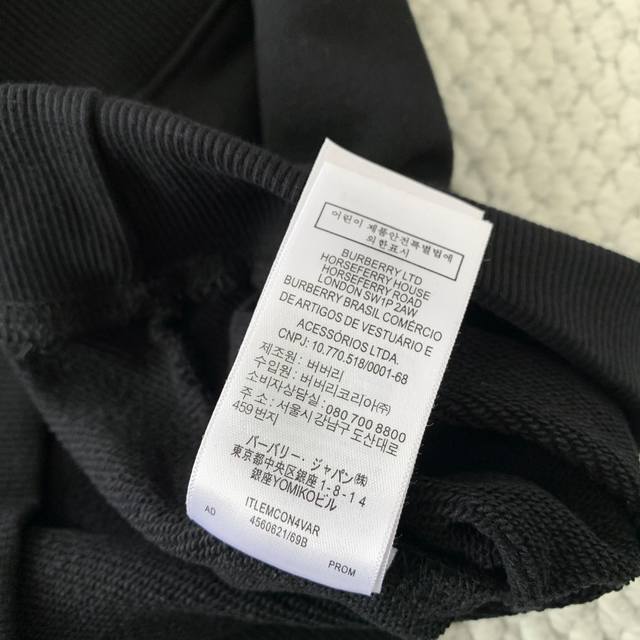 어린이 제품안전특별법에
의한표시
BURBERRY LTD
HORSEFERRY HOUSE
HORSEFERRY ROAD
LONDON SW1P 2AW
BURBERRY BRASIL COMERCIO
DE ARTIGOS DE VESTUÁRIO E
ACESSÓRIOS LTDA.
CNPJ: 10.770.518/0001-68
제조원: 버버리
수입원: 버버리코리아(주)
소비자상담실: 080 700 8800
주 소: 서울시강남구도산대로
459번지
バーバリー・ジャパン(株)
東京都中央区銀座1-8-14
銀座YOMIKOビル
ITLEMCON4VAR
AD 4560621/69B
PROM